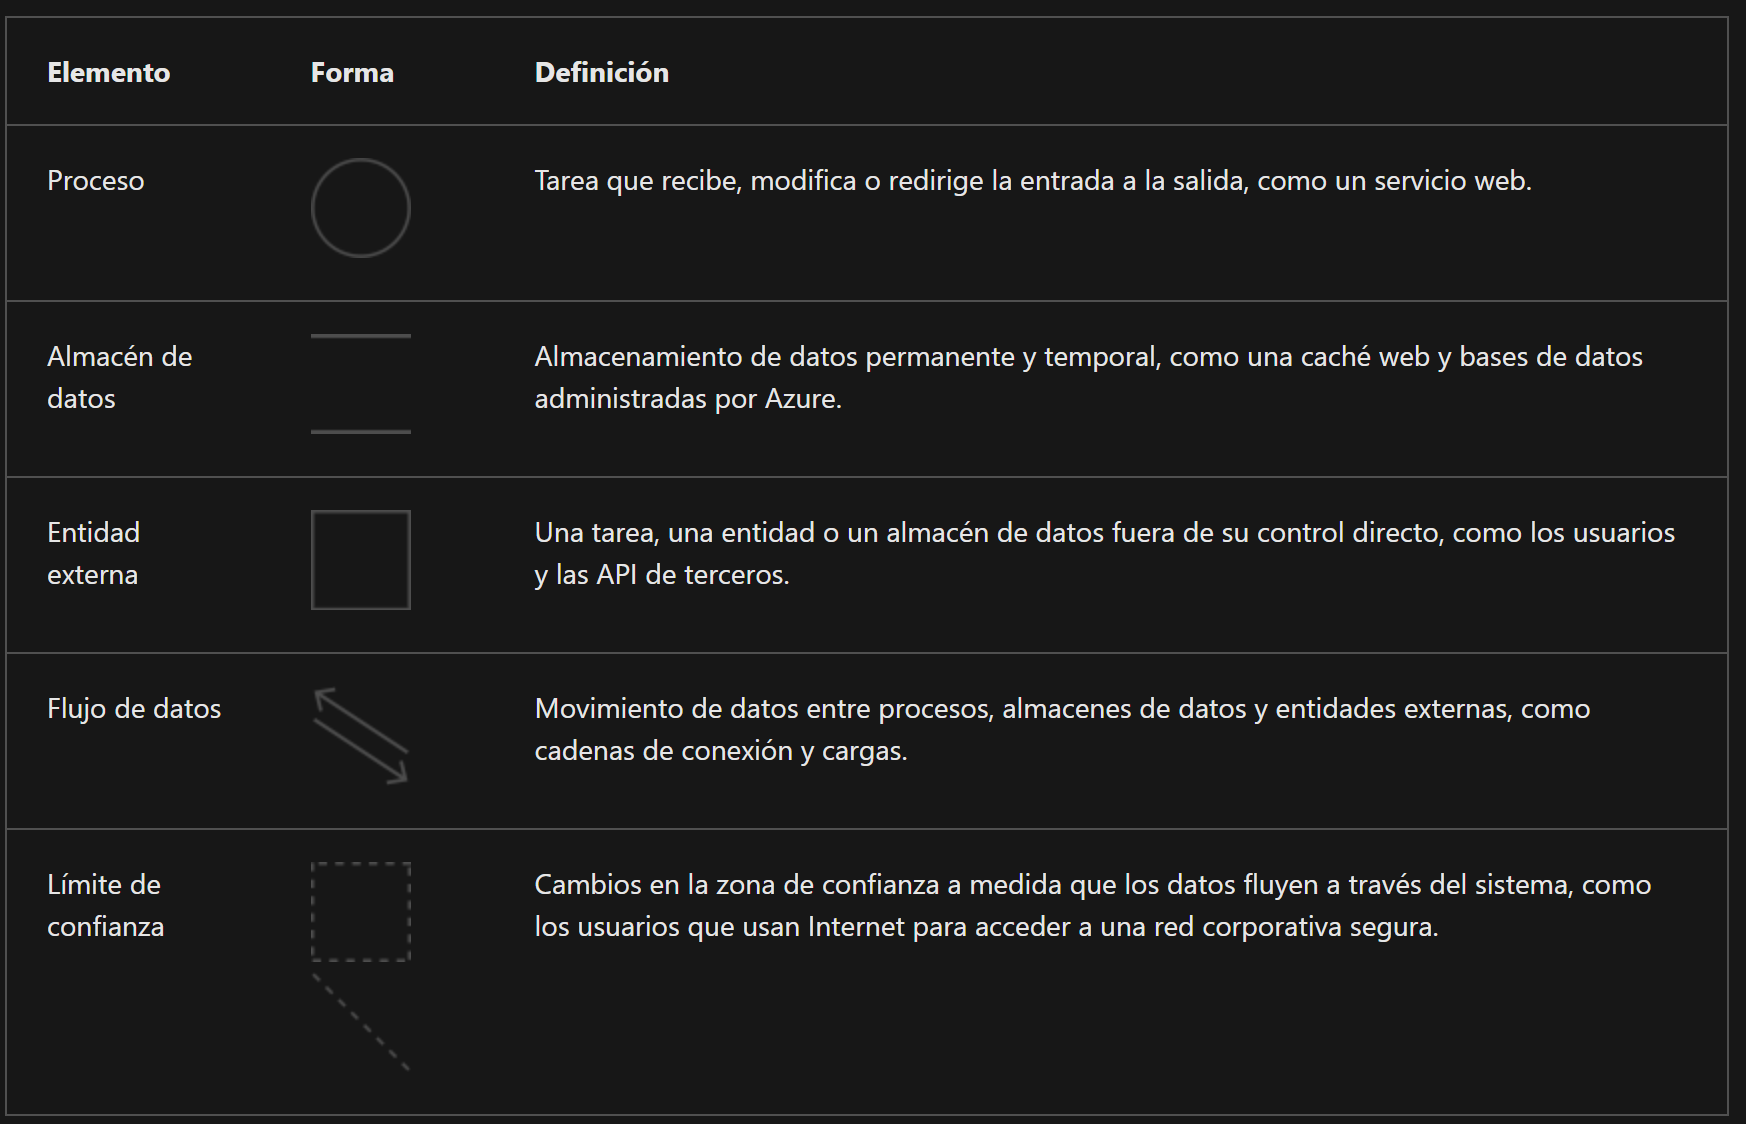 Elemento Forma Definición
Proceso Tarea que recibe, modifica o redirige la entrada a la salida, como un servicio web.
Almacén de
datos
Almacenamiento de datos permanente y temporal, como una caché web y bases de datos
administradas por Azure.
Entidad
externa
Una tarea, una entidad o un almacén de datos fuera de su control directo, como los usuarios
y las API de terceros.
Flujo de datos
Movimiento de datos entre procesos, almacenes de datos y entidades externas, como
cadenas de conexión y cargas.
Límite de
confianza
Cambios en la zona de confianza a medida que los datos fluyen a través del sistema, como
los usuarios que usan Internet para acceder a una red corporativa segura.